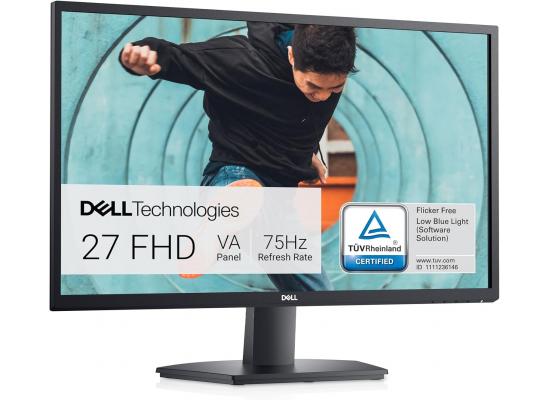 DELLTechnologies
27 FHD
VA
Panel
75Hz
Refresh Rate
TÜVRheinland
CERTIFIED
Flicker Free
Low Blue Light
(Software
Solution)
www.tuv.com
ID 1111236146
DELL